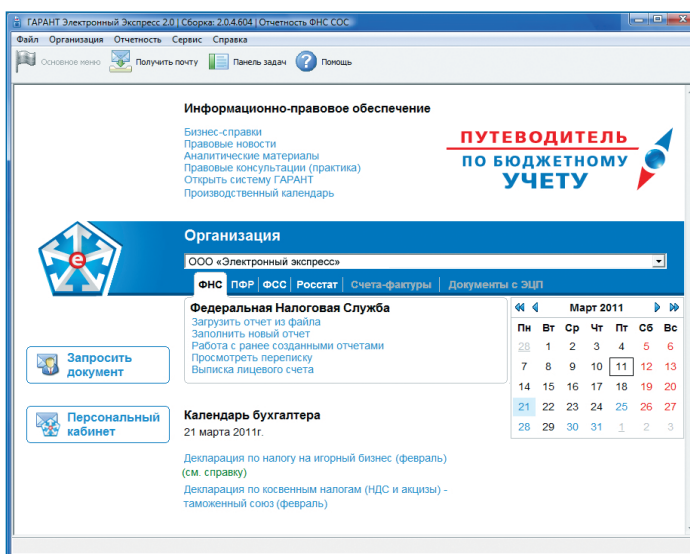 ГАРАНТ Электронный Экспресс 2.0 | Сборка: 2.0.4.604 | Отчетность ФНС СОС
Файл Организация Отчетность Сервис Справка
Основное меню Получить почту Панель задач Помощь
Информационно-правовое обеспечение
Бизнес-справки
Правовые новости
Аналитические материалы
Правовые консультации (практика)
Открыть систему ГАРАНТ
Производственный календарь
ПУТЕВОДИТЕЛЬ
ПО БЮДЖЕТНОМУ
УЧЕТУ
e
Организация
ООО «Электронный экспресс»
ФНС ПФР ФСС Росстат Счета-фактуры Документы с ЭЦП
Федеральная Налоговая Служба
Загрузить отчет из файла
Заполнить новый отчет
Работа с ранее созданными отчетами
Просмотреть переписку
Выписка лицевого счета
Март 2011
Пн Вт Ср Чт Пт Сб Вс
28 1 2 3 4 5 6
7 8 9 10 11 12 13
14 15 16 17 18 19 20
21 22 23 24 25 26 27
28 29 30 31 1 2 3
Запросить
документ
Персональный
кабинет
Календарь бухгалтера
21 марта 2011г.
Декларация по налогу на игорный бизнес (февраль)
(см. справку)
Декларация по косвенным налогам (НДС и акцизы) -
таможенный союз (февраль)